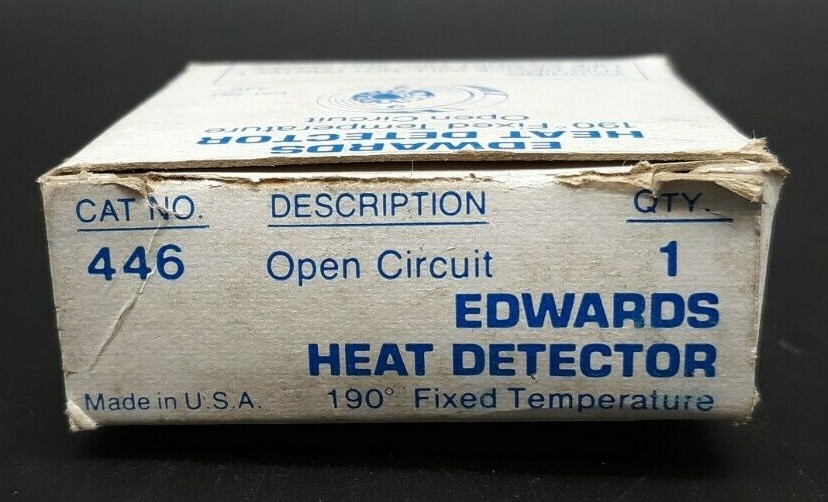 EDWARDS
HEAT DETECTOR
190° Fixed Temperature
Open Circuit
CAT NO. DESCRIPTION QTY.
446 Open Circuit 1
EDWARDS
HEAT DETECTOR
Made in U.S.A. 190° Fixed Temperature